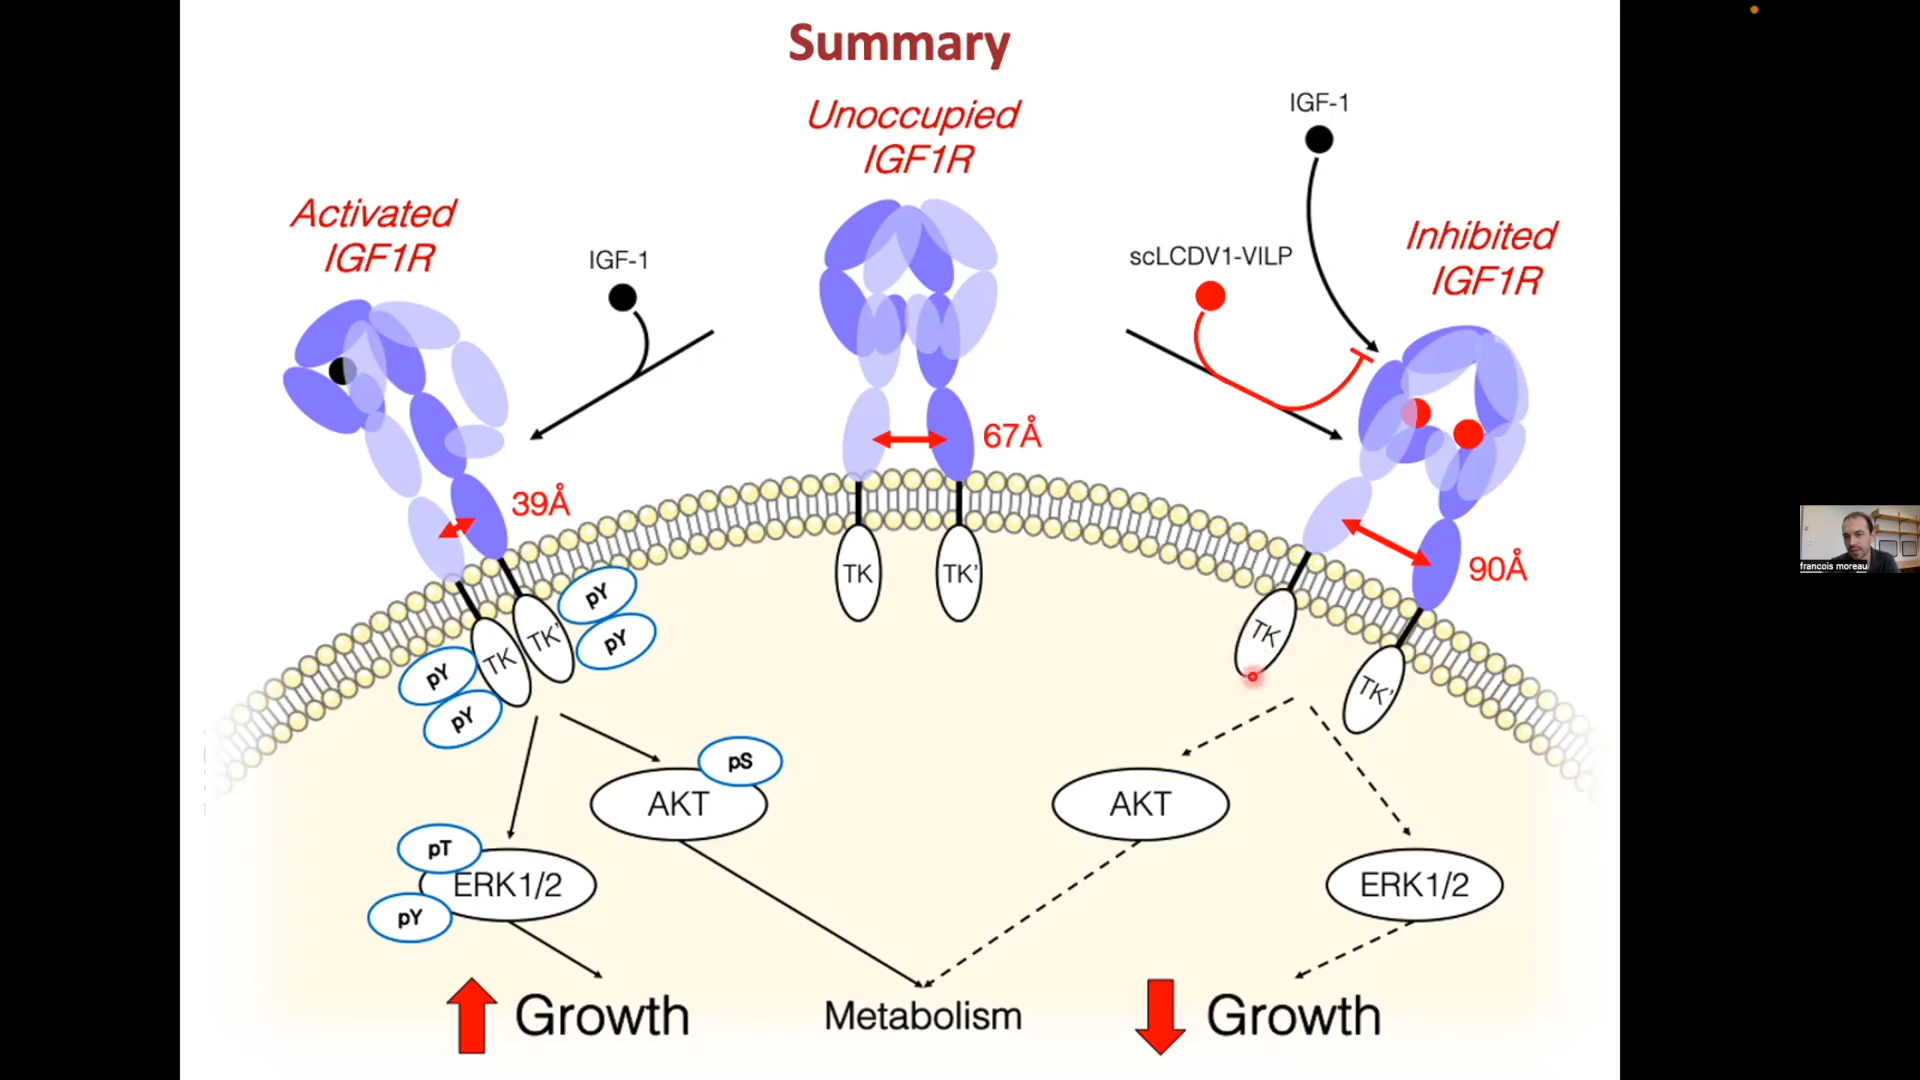 Summary
Unoccupied
IGF1R
IGF-1
Activated
IGF1R
IGF-1
scLCDV1-VILP
Inhibited
IGF1R
67Å
39Å
90Å
TK
TK'
TK
TK'
TK
TK'
pY
pY
pY
pY
pS
AKT
AKT
pT
ERK1/2
pY
ERK1/2
Growth
Metabolism
Growth
francois moreau